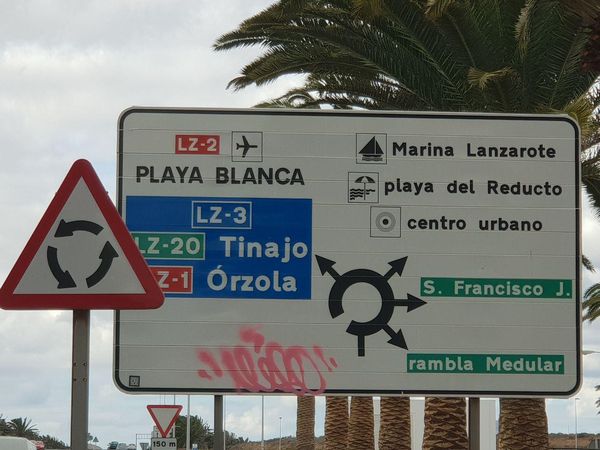 LZ-2
PLAYA BLANCA
LZ-3
LZ-20 Tinajo
LZ-1 Órzola
Marina Lanzarote
playa del Reducto
centro urbano
S. Francisco J.
rambla Medular
150 m